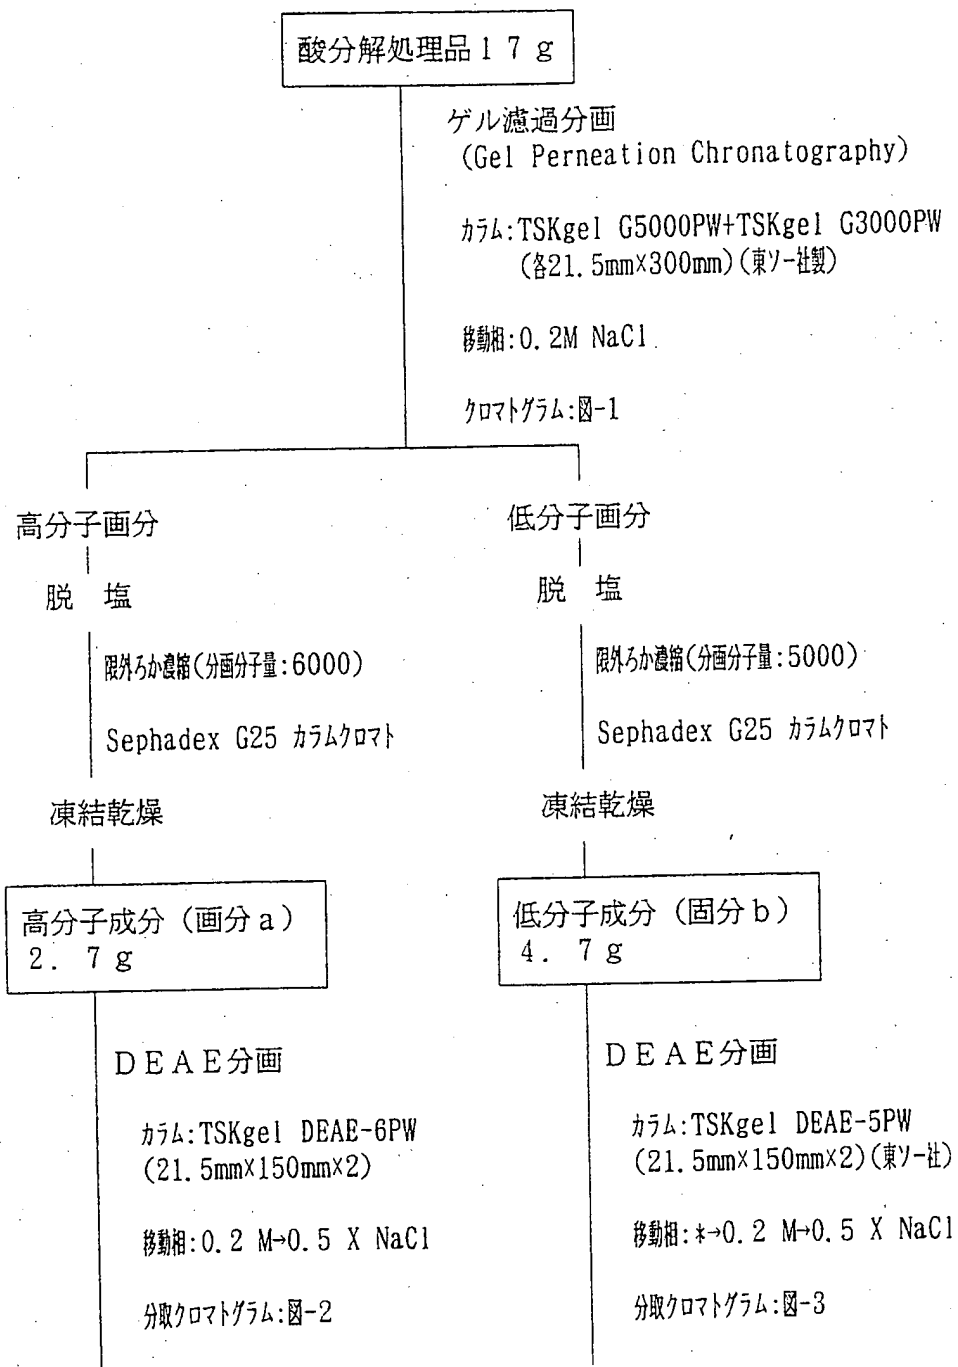 酸分解処理品１７ｇ
ゲル濾過分画
(Gel Perneation Chronatography)
ｶﾗﾑ:TSKgel G5000PW+TSKgel G3000PW
(各21.5mm×300mm)(東ｿｰ社製)
移動相:0.2M NaCl
ｸﾛﾏﾄｸﾞﾗﾑ:図-1
高分子画分
脱　塩
限外ろか濃縮(分画分子量:6000)
Sephadex G25 ｶﾗﾑｸﾛﾏﾄ
凍結乾燥
高分子成分（画分ａ）
２．７ｇ
ＤＥＡＥ分画
ｶﾗﾑ:TSKgel DEAE-6PW
(21.5mm×150mm×2)
移動相:0.2 M→0.5 X NaCl
分取ｸﾛﾏﾄｸﾞﾗﾑ:図-2
低分子画分
脱　塩
限外ろか濃縮(分画分子量:5000)
Sephadex G25 ｶﾗﾑｸﾛﾏﾄ
凍結乾燥
低分子成分（固分ｂ）
４．７ｇ
ＤＥＡＥ分画
ｶﾗﾑ:TSKgel DEAE-5PW
(21.5mm×150mm×2)(東ｿｰ社)
移動相:*→0.2 M→0.5 X NaCl
分取ｸﾛﾏﾄｸﾞﾗﾑ:図-3